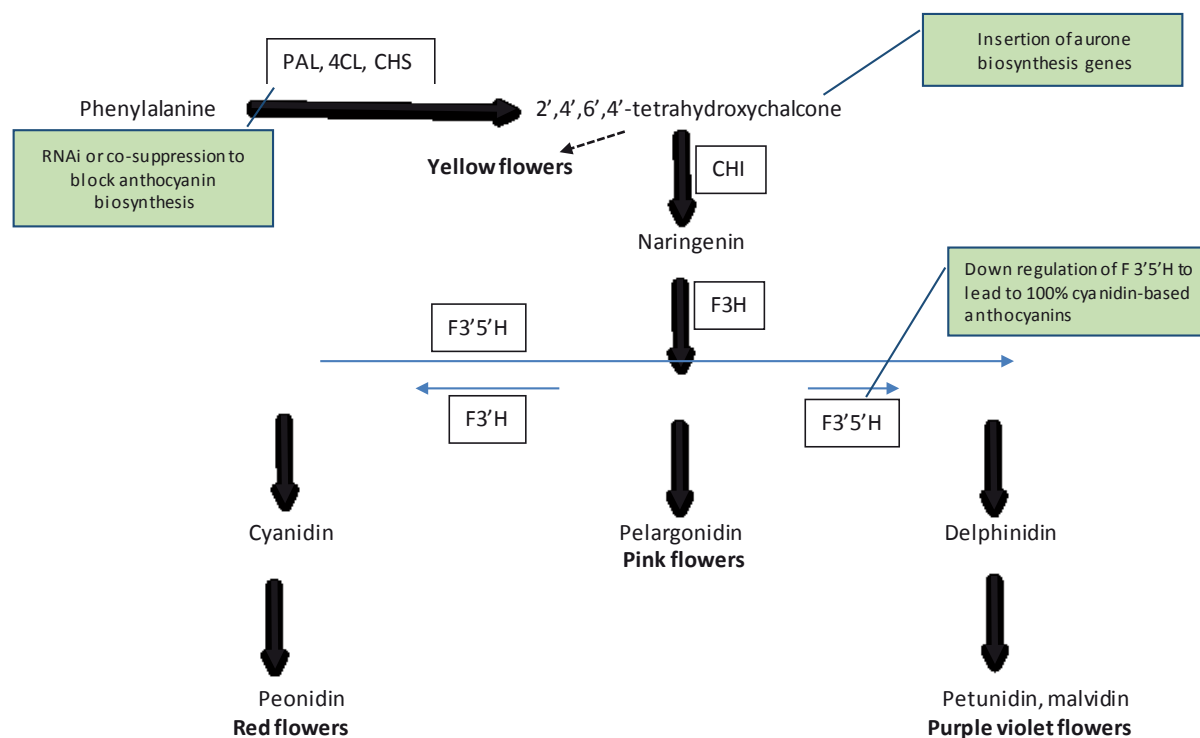 PAL, 4CL, CHS
Insertion of aurone
biosynthesis genes
Phenylalanine
2’,4’,6’,4’-tetrahydroxychalcone
RNAi or co-suppression to
block anthocyanin
biosynthesis
Yellow flowers
CHI
Naringenin
Down regulation of F 3’5’H to
lead to 100% cyanidin-based
anthocyanins
F3H
F3’5’H
F3’H
F3’5’H
Cyanidin
Pelargonidin
Pink flowers
Delphinidin
Peonidin
Red flowers
Petunidin, malvidin
Purple violet flowers